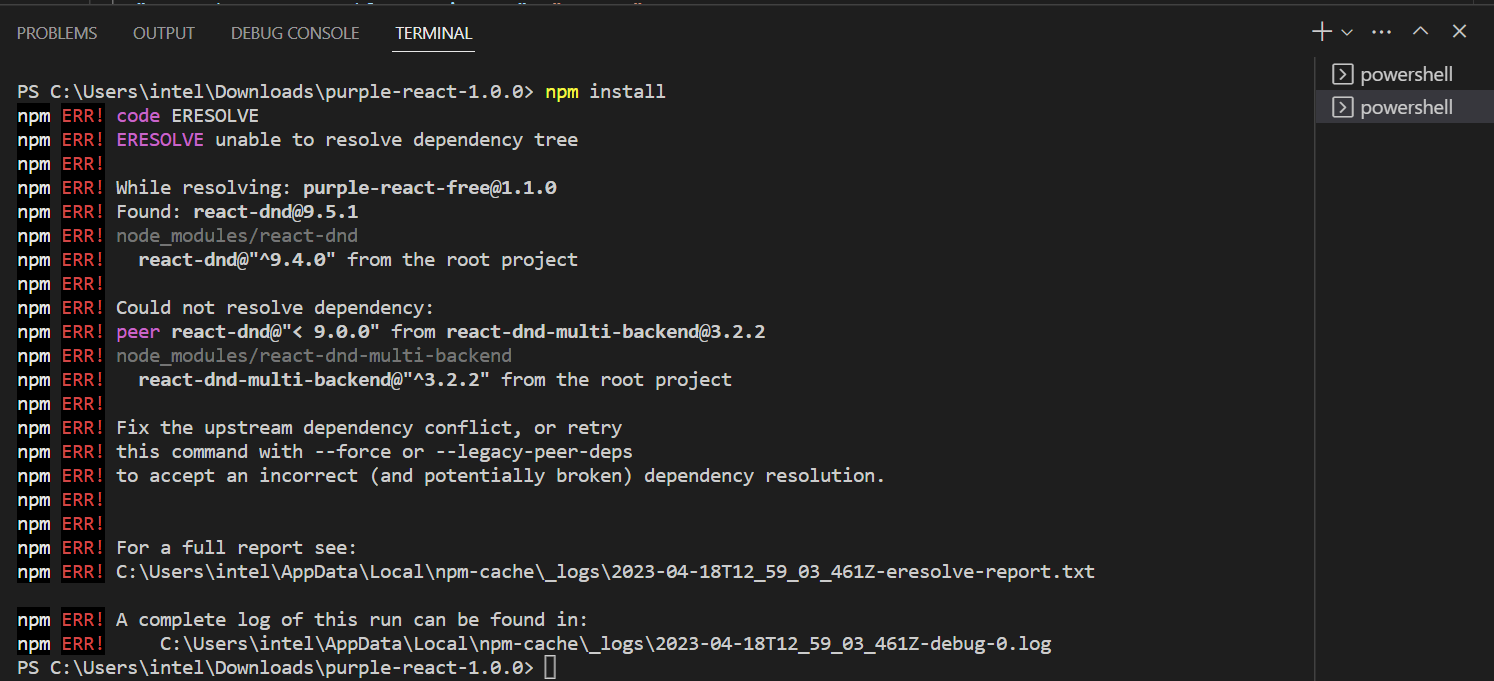 PROBLEMS OUTPUT DEBUG CONSOLE TERMINAL
powershell
powershell
PS C:\Users\intel\Downloads\purple-react-1.0.0> npm install
npm ERR! code ERESOLVE
npm ERR! ERESOLVE unable to resolve dependency tree
npm ERR!
npm ERR! While resolving: purple-react-free@1.1.0
npm ERR! Found: react-dnd@9.5.1
npm ERR! node_modules/react-dnd
npm ERR!   react-dnd@"^9.4.0" from the root project
npm ERR!
npm ERR! Could not resolve dependency:
npm ERR! peer react-dnd@"< 9.0.0" from react-dnd-multi-backend@3.2.2
npm ERR! node_modules/react-dnd-multi-backend
npm ERR!   react-dnd-multi-backend@"^3.2.2" from the root project
npm ERR!
npm ERR! Fix the upstream dependency conflict, or retry
npm ERR! this command with --force or --legacy-peer-deps
npm ERR! to accept an incorrect (and potentially broken) dependency resolution.
npm ERR!
npm ERR!
npm ERR! For a full report see:
npm ERR! C:\Users\intel\AppData\Local\npm-cache\_logs\2023-04-18T12_59_03_461Z-eresolve-report.txt
npm ERR! A complete log of this run can be found in:
npm ERR!     C:\Users\intel\AppData\Local\npm-cache\_logs\2023-04-18T12_59_03_461Z-debug-0.log
PS C:\Users\intel\Downloads\purple-react-1.0.0>